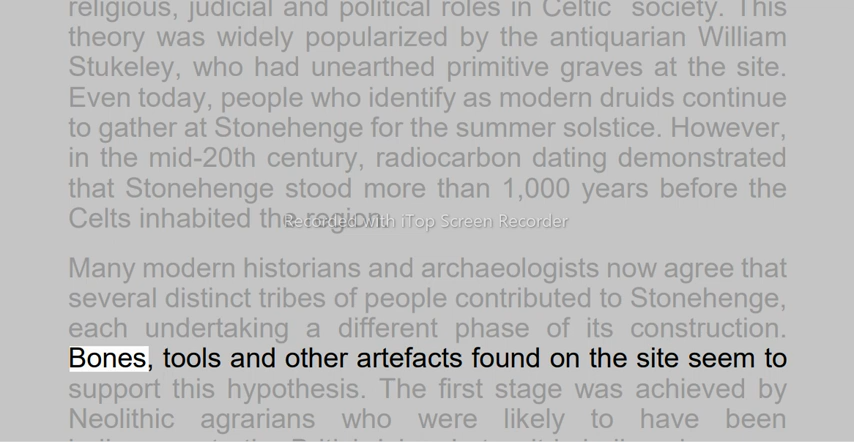 religious, judicial and political roles in Celtic society. This
theory was widely popularized by the antiquarian William
Stukeley, who had unearthed primitive graves at the site.
Even today, people who identify as modern druids continue
to gather at Stonehenge for the summer solstice. However,
in the mid-20th century, radiocarbon dating demonstrated
that Stonehenge stood more than 1,000 years before the
Celts inhabited the region.
Recorded with iTop Screen Recorder
Many modern historians and archaeologists now agree that
several distinct tribes of people contributed to Stonehenge,
each undertaking a different phase of its construction.
Bones, tools and other artefacts found on the site seem to
support this hypothesis. The first stage was achieved by
Neolithic agrarians who were likely to have been